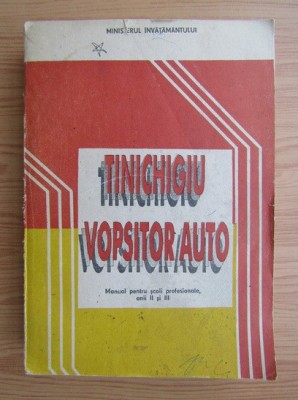 MINISTERUL ÎNVĂȚĂMÂNTULUI
TINICHIGIU
VOPSITOR AUTO
Manual pentru școli profesionale,
anii II și III